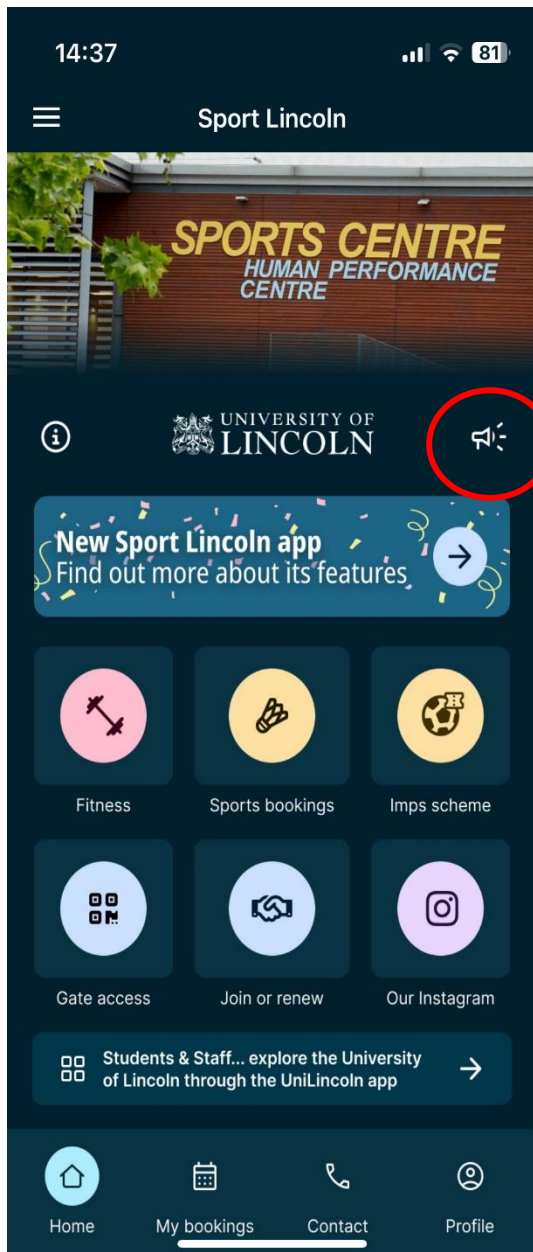 14:37
81
Sport Lincoln
SPORTS CENTRE
HUMAN PERFORMANCE
CENTRE
UNIVERSITY OF
LINCOLN
New Sport Lincoln app
Find out more about its features
Fitness
Sports bookings
Imps scheme
Gate access
Join or renew
Our Instagram
Students & Staff... explore the University
of Lincoln through the UniLincoln app
Home
My bookings
Contact
Profile